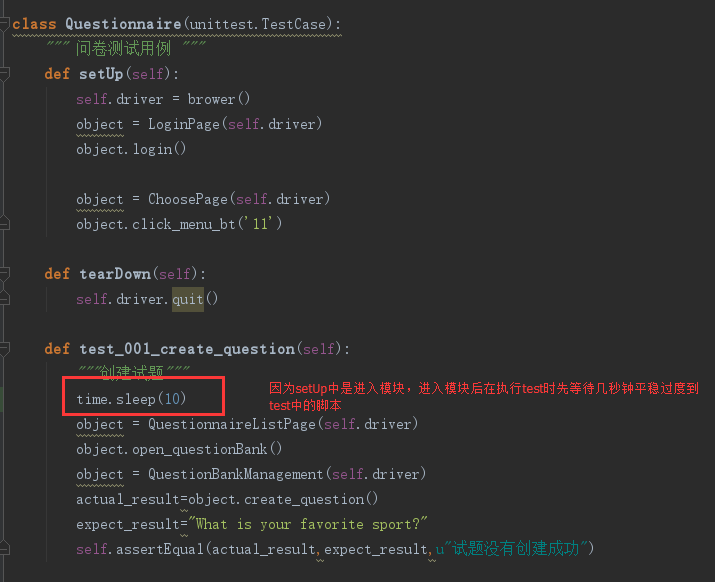 class Questionnaire(unittest.TestCase):
""" 问卷测试用例 """
def setUp(self):
self.driver = brower()
object = LoginPage(self.driver)
object.login()
object = ChoosePage(self.driver)
object.click_menu_bt('11')
def tearDown(self):
self.driver.quit()
def test_001_create_question(self):
"""创建试题"""
time.sleep(10)
因为setUp中是进入模块，进入模块后在执行test时先等待几秒钟平稳过度到
test中的脚本
object = QuestionnaireListPage(self.driver)
object.open_questionBank()
object = QuestionBankManagement(self.driver)
actual_result=object.create_question()
expect_result="What is your favorite sport?"
self.assertEqual(actual_result,expect_result,u"试题没有创建成功")